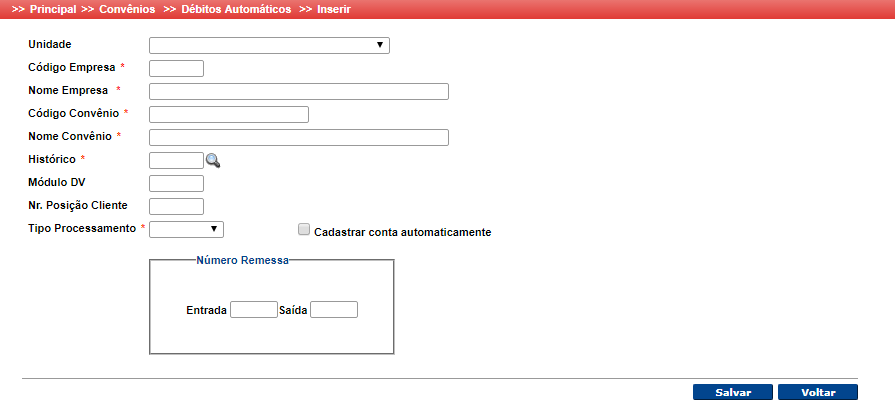 >> Principal >> Convênios >> Débitos Automáticos >> Inserir
Unidade
Código Empresa *
Nome Empresa *
Código Convênio *
Nome Convênio *
Histórico *
Módulo DV
Nr. Posição Cliente
Tipo Processamento * Cadastrar conta automaticamente
Número Remessa
Entrada Saída
Salvar Voltar